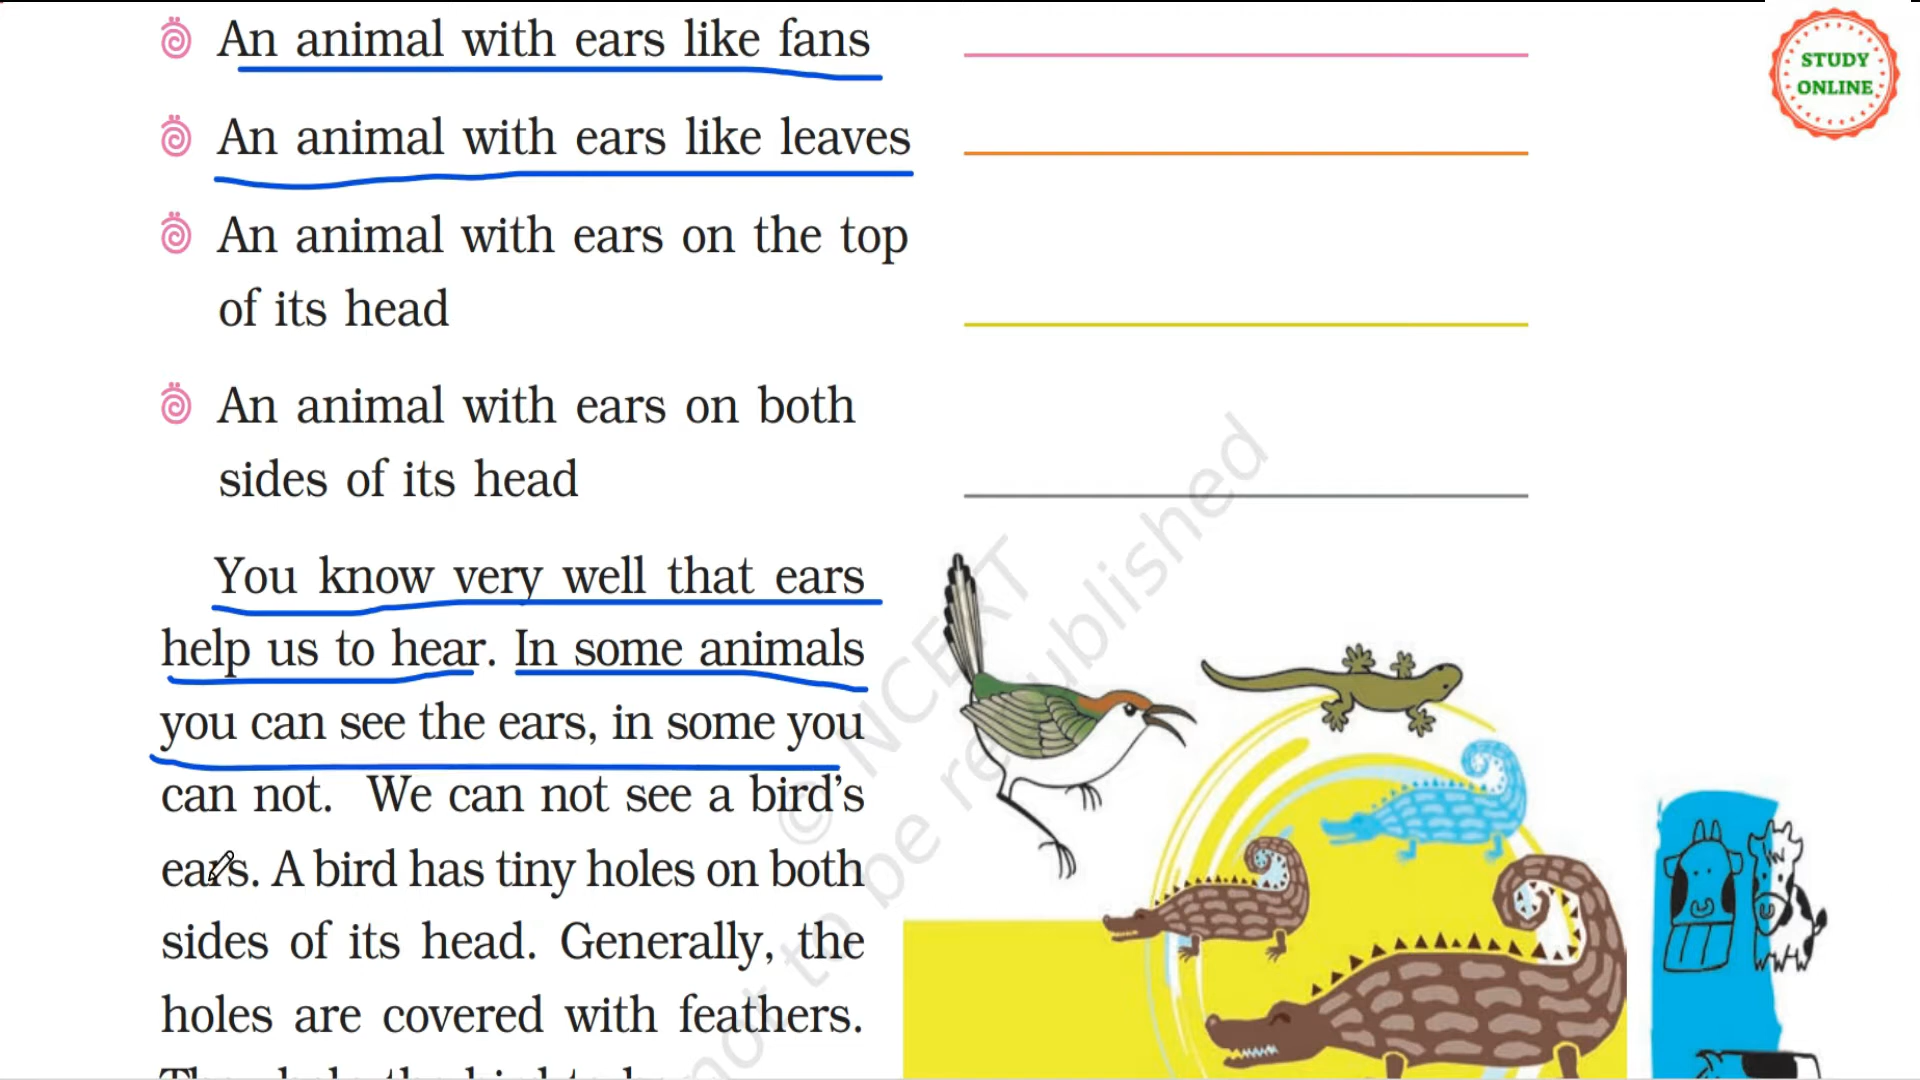 An animal with ears like fans
STUDY
ONLINE
An animal with ears like leaves
An animal with ears on the top
of its head
An animal with ears on both
sides of its head
You know very well that ears
help us to hear. In some animals
you can see the ears, in some you
can not. We can not see a bird's
ears. A bird has tiny holes on both
sides of its head. Generally, the
holes are covered with feathers.
© NCERT
not to be republished